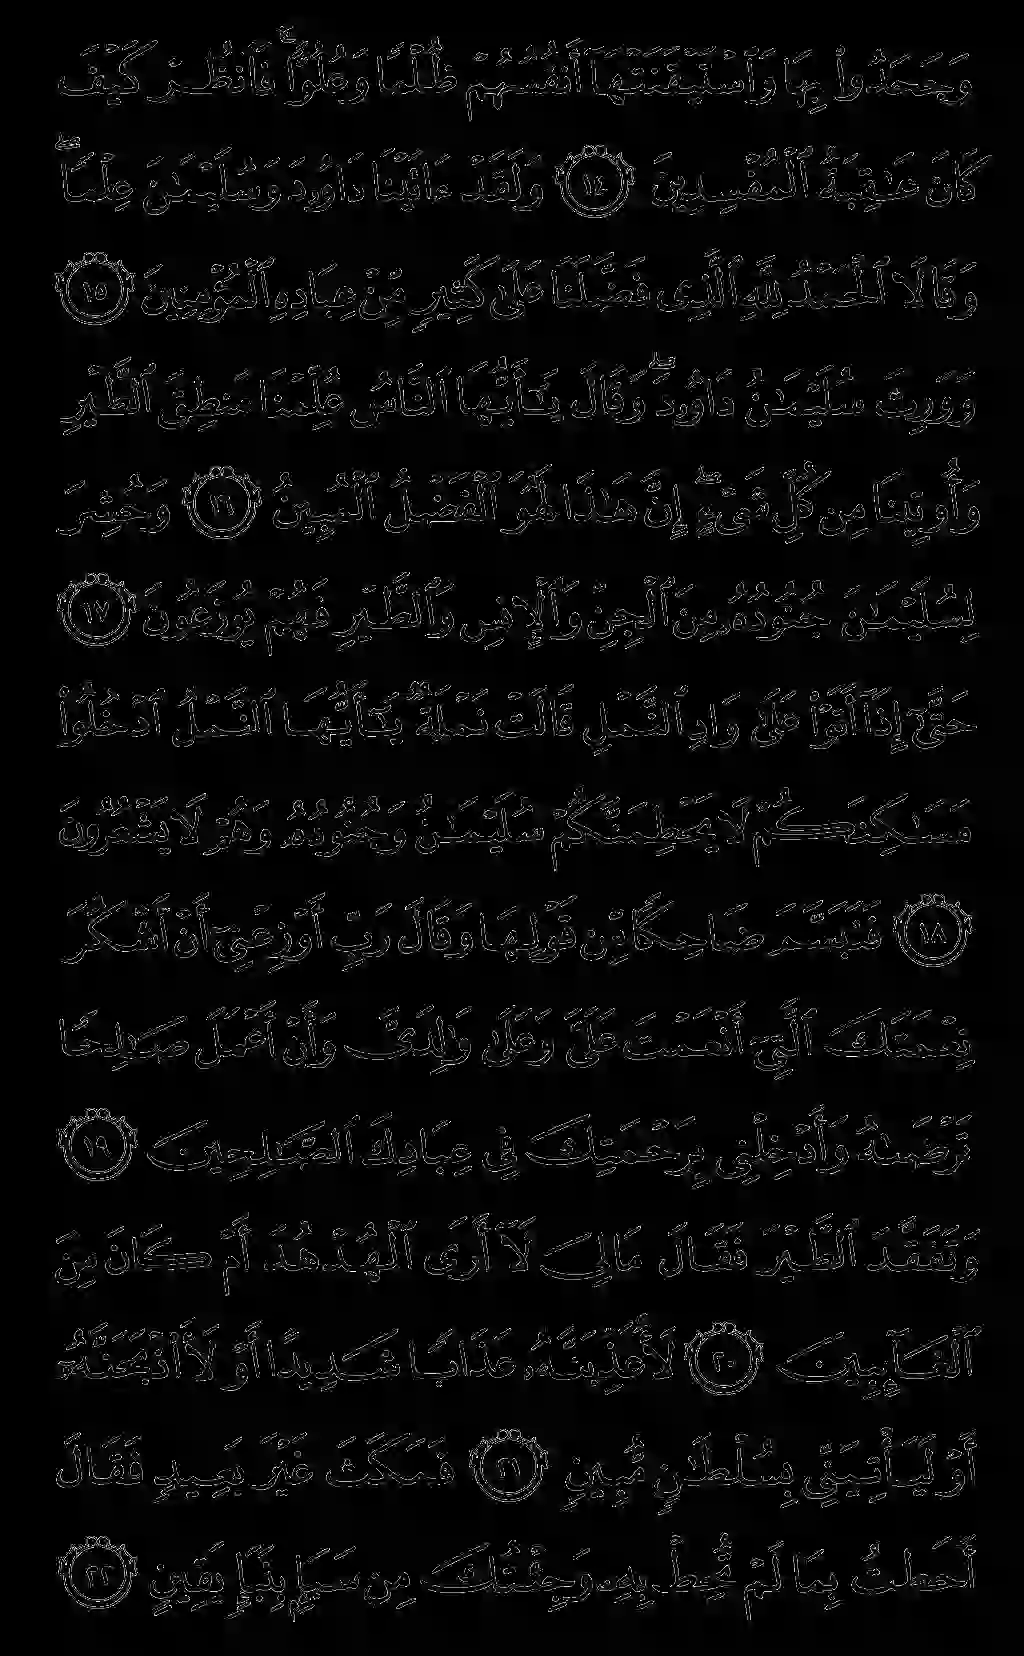 وَجَحَدُوا۟ بِهَا وَٱسْتَيْقَنَتْهَآ أَنفُسُهُمْ ظُلْمًا وَعُلُوًّا ۚ فَٱنظُرْ كَيْفَ
كَانَ عَٰقِبَةُ ٱلْمُفْسِدِينَ ١٤ وَلَقَدْ ءَاتَيْنَا دَاوُۥدَ وَسُلَيْمَٰنَ عِلْمًا ۖ
وَقَالَا ٱلْحَمْدُ لِلَّهِ ٱلَّذِى فَضَّلَنَا عَلَىٰ كَثِيرٍ مِّنْ عِبَادِهِ ٱلْمُؤْمِنِينَ ١٥
وَوَرِثَ سُلَيْمَٰنُ دَاوُۥدَ ۖ وَقَالَ يَٰٓأَيُّهَا ٱلنَّاسُ عُلِّمْنَا مَنطِقَ ٱلطَّيْرِ
وَأُوتِينَا مِن كُلِّ شَىْءٍ ۖ إِنَّ هَٰذَا لَهُوَ ٱلْفَضْلُ ٱلْمُبِينُ ١٦ وَحُشِرَ
لِسُلَيْمَٰنَ جُنُودُهُۥ مِنَ ٱلْجِنِّ وَٱلْإِنسِ وَٱلطَّيْرِ فَهُمْ يُوزَعُونَ ١٧
حَتَّىٰٓ إِذَآ أَتَوْا۟ عَلَىٰ وَادِ ٱلنَّمْلِ قَالَتْ نَمْلَةٌ يَٰٓأَيُّهَا ٱلنَّمْلُ ٱدْخُلُوا۟
مَسَٰكِنَكُمْ لَا يَحْطِمَنَّكُمْ سُلَيْمَٰنُ وَجُنُودُهُۥ وَهُمْ لَا يَشْعُرُونَ
١٨ فَتَبَسَّمَ ضَاحِكًا مِّن قَوْلِهَا وَقَالَ رَبِّ أَوْزِعْنِىٓ أَنْ أَشْكُرَ
نِعْمَتَكَ ٱلَّتِىٓ أَنْعَمْتَ عَلَىَّ وَعَلَىٰ وَٰلِدَىَّ وَأَنْ أَعْمَلَ صَٰلِحًا
تَرْضَىٰهُ وَأَدْخِلْنِى بِرَحْمَتِكَ فِى عِبَادِكَ ٱلصَّٰلِحِينَ ١٩
وَتَفَقَّدَ ٱلطَّيْرَ فَقَالَ مَا لِىَ لَآ أَرَى ٱلْهُدْهُدَ أَمْ كَانَ مِنَ
ٱلْغَآئِبِينَ ٢٠ لَأُعَذِّبَنَّهُۥ عَذَابًا شَدِيدًا أَوْ لَأَا۟ذْبَحَنَّهُۥٓ
أَوْ لَيَأْتِيَنِّى بِسُلْطَٰنٍ مُّبِينٍ ٢١ فَمَكَثَ غَيْرَ بَعِيدٍ فَقَالَ
أَحَطتُ بِمَا لَمْ تُحِطْ بِهِۦ وَجِئْتُكَ مِن سَبَإٍۭ بِنَبَإٍ يَقِينٍ ٢٢